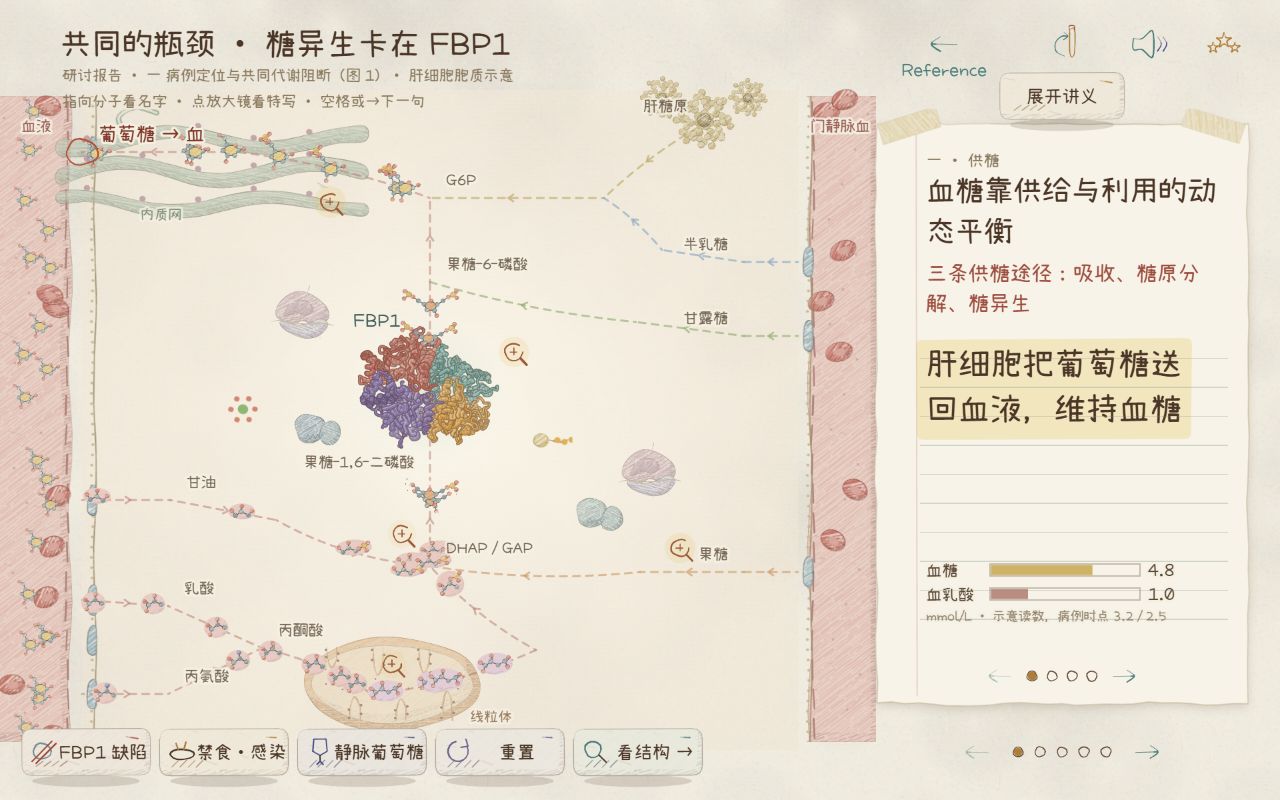 共同的瓶颈 • 糖异生卡在 FBP1
研讨报告 • 一 病例定位与共同代谢阻断（图 1） • 肝细胞胞质示意
指向分子看名字 • 点放大镜看特写 • 空格或→下一句
Reference
展开讲义
血液
葡萄糖 → 血
肝糖原
门静脉血
内质网
G6P
半乳糖
果糖-6-磷酸
甘露糖
FBP1
果糖-1,6-二磷酸
甘油
DHAP / GAP
果糖
乳酸
丙酮酸
丙氨酸
线粒体
一 • 供糖
血糖靠供给与利用的动
态平衡
三条供糖途径：吸收、糖原分
解、糖异生
肝细胞把葡萄糖送
回血液，维持血糖
血糖 4.8
血乳酸 1.0
mmol/L • 示意读数，病例时点 3.2 / 2.5
FBP1 缺陷
禁食 • 感染
静脉葡萄糖
重置
看结构 →